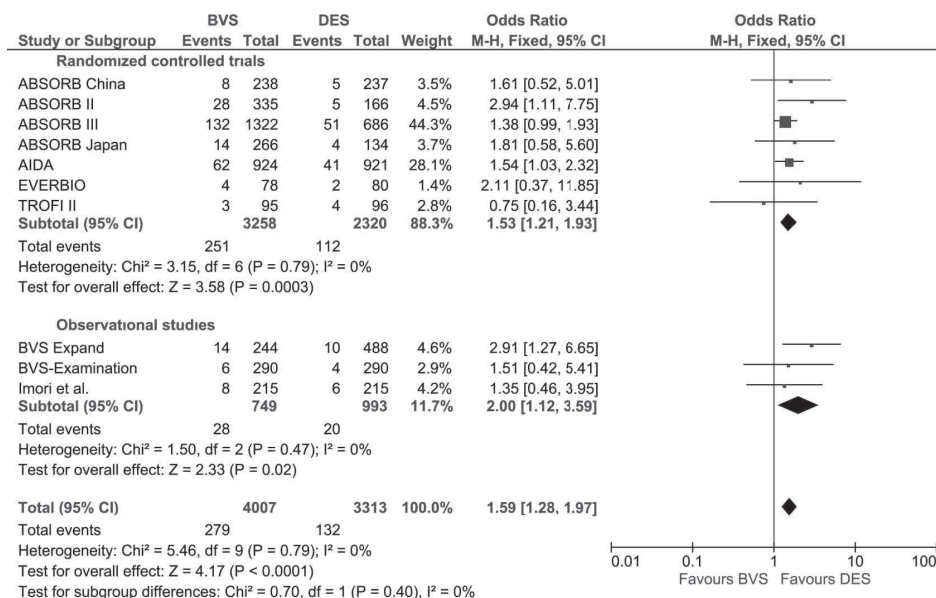 BVS DES Odds Ratio Odds Ratio
Study or Subgroup Events Total Events Total Weight M-H, Fixed, 95% CI M-H, Fixed, 95% CI
Randomized controlled trials
ABSORB China 8 238 5 237 3.5% 1.61 [0.52, 5.01]
ABSORB II 28 335 5 166 4.5% 2.94 [1.11, 7.75]
ABSORB III 132 1322 51 686 44.3% 1.38 [0.99, 1.93]
ABSORB Japan 14 266 4 134 4.2% 1.81 [0.58, 5.60]
AIDA 62 924 41 921 28.1% 1.54 [1.03, 2.32]
EVERBIO 4 78 2 80 1.4% 2.11 [0.37, 11.85]
TROFI II 3 95 4 96 2.8% 0.75 [0.16, 3.44]
Subtotal (95% CI) 3258 2320 88.3% 1.53 [1.21, 1.93]
Total events 251 112
Heterogeneity: Chi² = 3.15, df = 6 (P = 0.79); I² = 0%
Test for overall effect: Z = 3.58 (P = 0.0003)
Observational studies
BVS Expand 14 244 10 488 4.6% 2.91 [1.27, 6.65]
BVS-Examination 6 290 4 290 2.9% 1.51 [0.42, 5.41]
Imori et al. 8 215 6 215 4.2% 1.35 [0.46, 3.95]
Subtotal (95% CI) 749 993 11.7% 2.00 [1.12, 3.59]
Total events 28 20
Heterogeneity: Chi² = 1.50, df = 2 (P = 0.47); I² = 0%
Test for overall effect: Z = 2.33 (P = 0.02)
Total (95% CI) 4007 3313 100.0% 1.59 [1.28, 1.97]
Total events 279 132
Heterogeneity: Chi² = 5.46, df = 9 (P = 0.79); I² = 0%
Test for overall effect: Z = 4.17 (P < 0.0001)
Test for subgroup differences: Chi² = 0.70, df = 1 (P = 0.40), I² = 0%
0.01 0.1 1 10 100
Favours BVS Favours DES